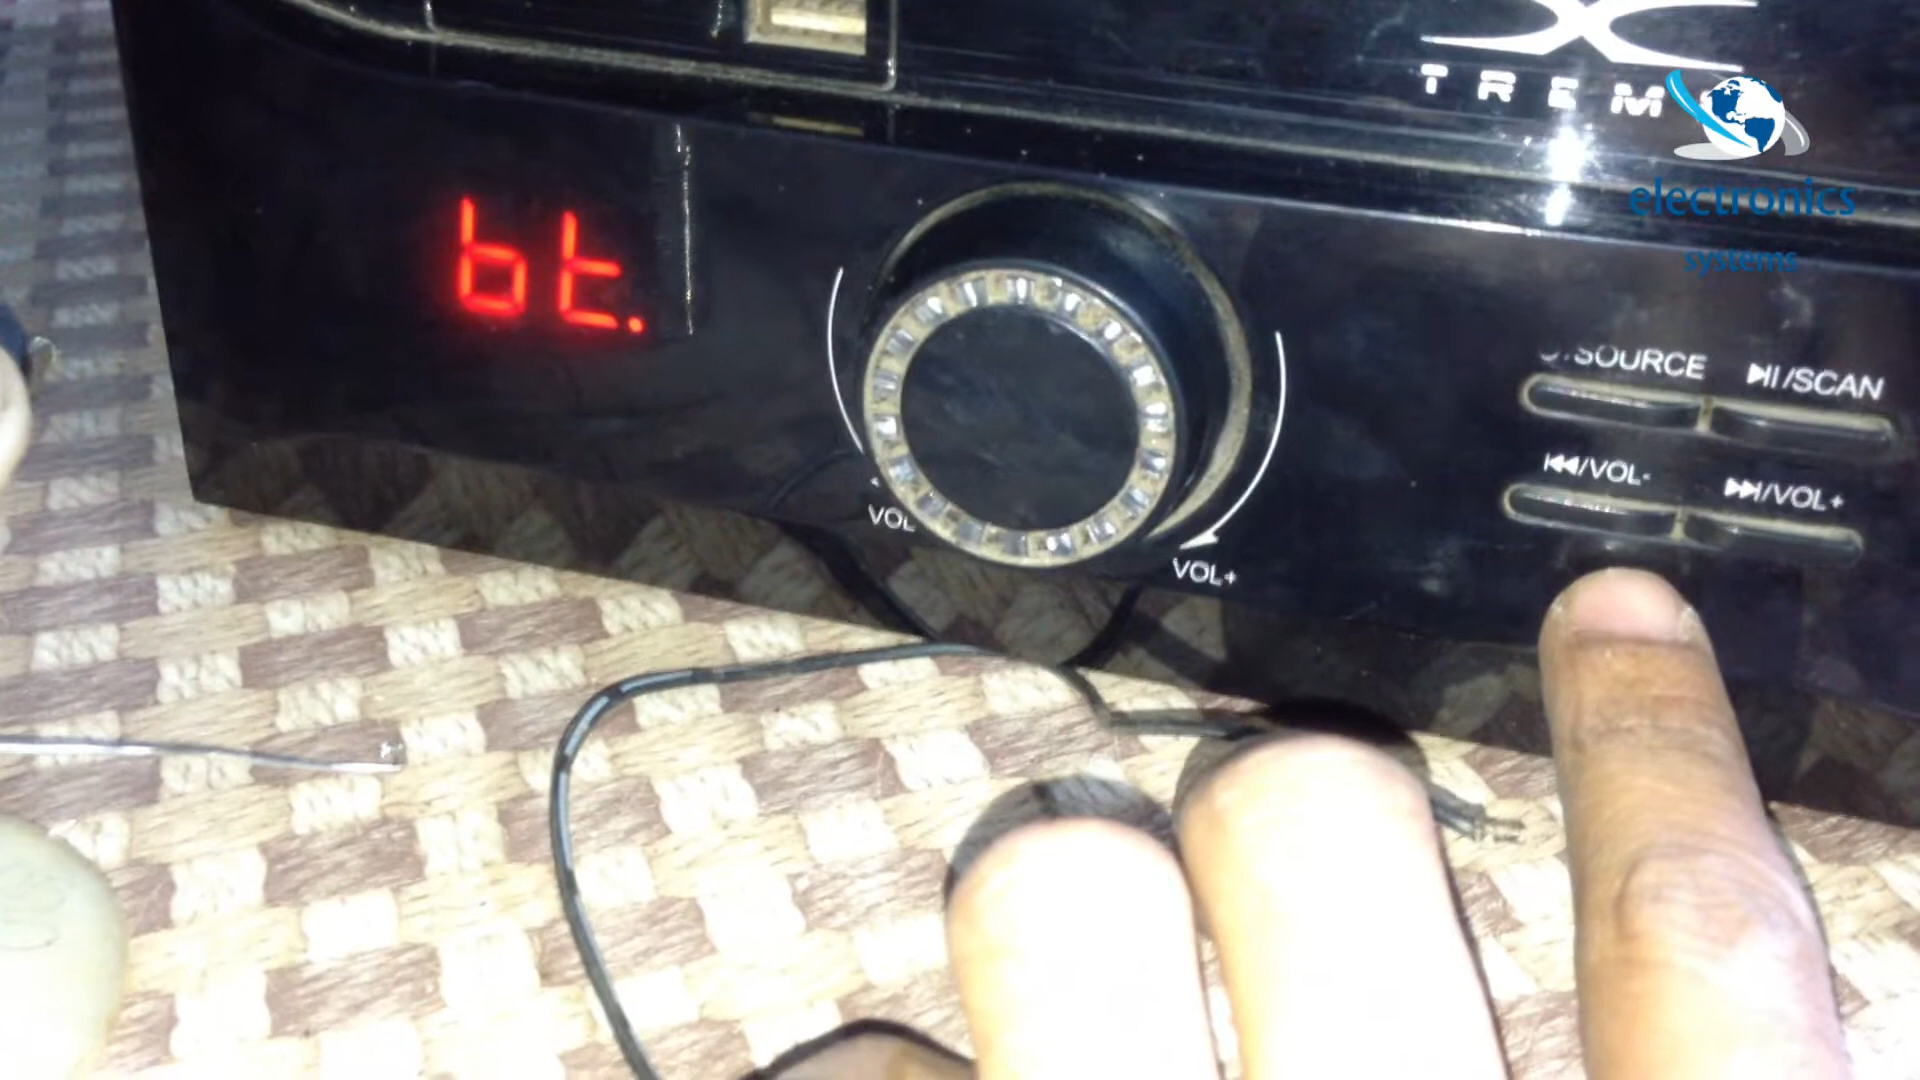 X
TREM
electronics
systems
bt.
/SOURCE ⏯/SCAN
⏮/VOL- ⏭/VOL+
VOL
VOL+